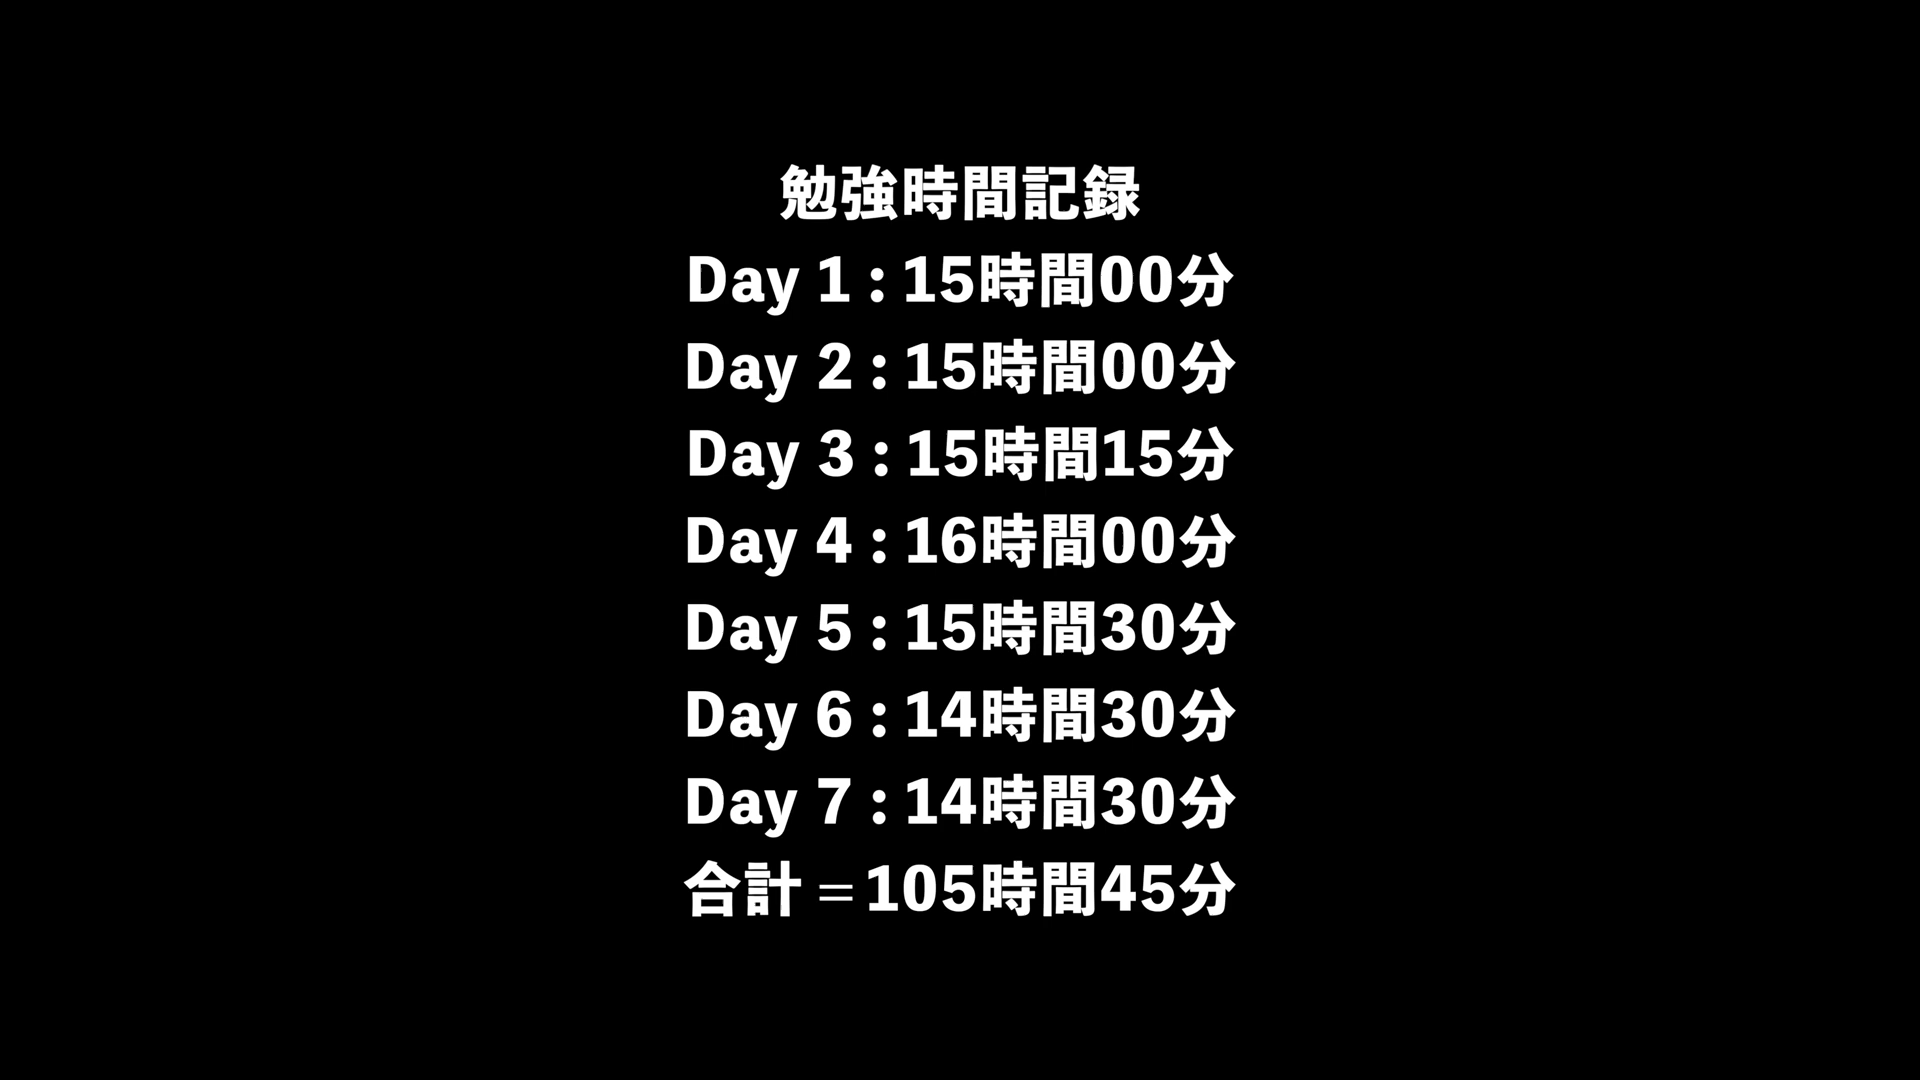 勉強時間記録
Day 1 : 15時間00分
Day 2 : 15時間00分
Day 3 : 15時間15分
Day 4 : 16時間00分
Day 5 : 15時間30分
Day 6 : 14時間30分
Day 7 : 14時間30分
合計 = 105時間45分